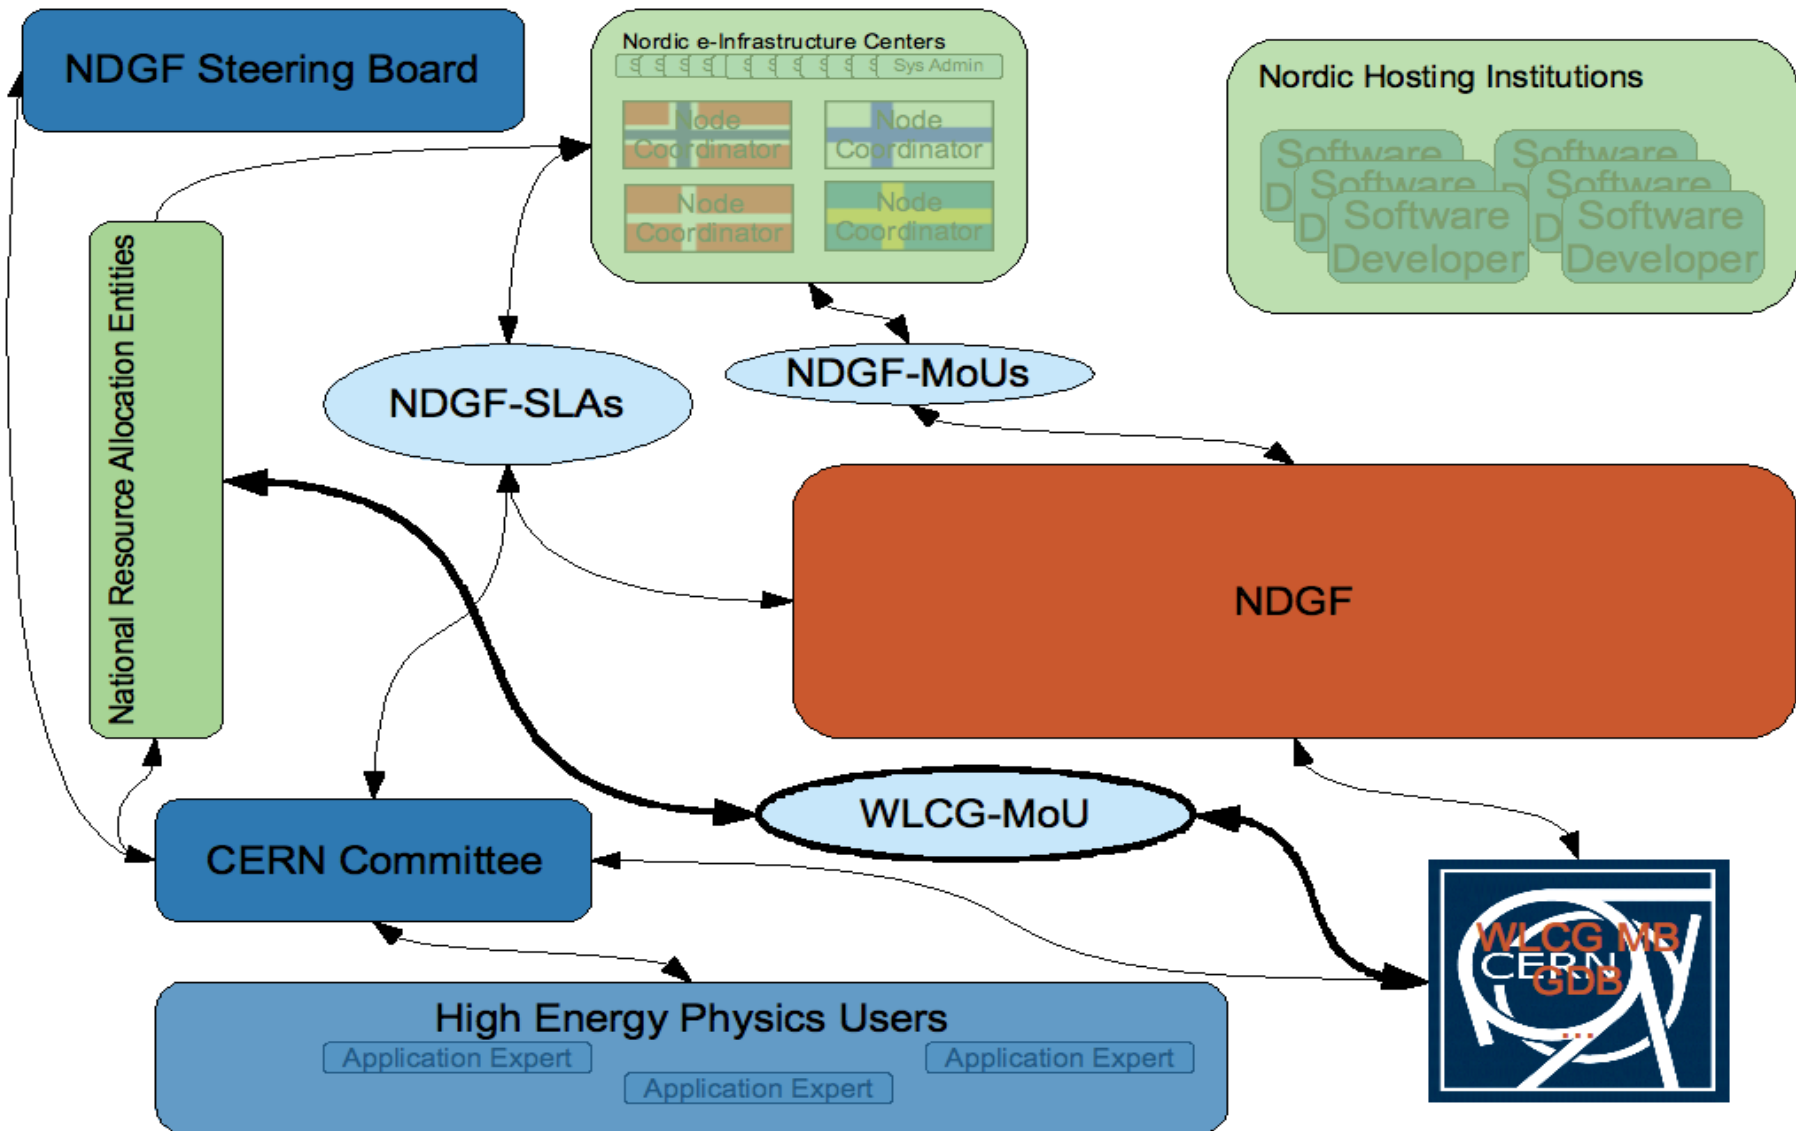 NDGF Steering Board
Nordic e-Infrastructure Centers
S S S S S S S S S S Sys Admin
Node
Coordinator
Node
Coordinator
Node
Coordinator
Node
Coordinator
Nordic Hosting Institutions
Software
D
Software
D
Software
Developer
Software
D
Software
D
Software
Developer
National Resource Allocation Entities
NDGF-SLAs
NDGF-MoUs
NDGF
WLCG-MoU
CERN Committee
High Energy Physics Users
Application Expert
Application Expert
Application Expert
WLCG MB
CERN
GDB
...